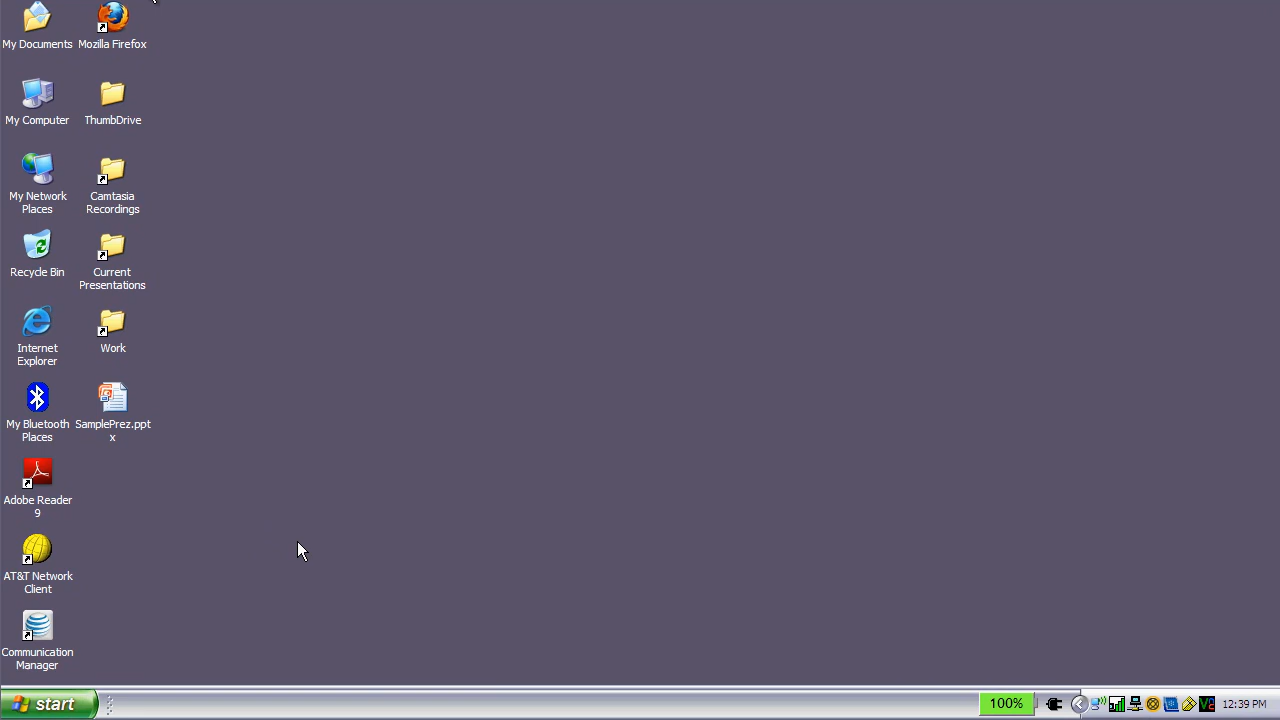 My Documents
Mozilla Firefox
My Computer
ThumbDrive
My Network
Places
Camtasia
Recordings
Recycle Bin
Current
Presentations
Internet
Explorer
Work
My Bluetooth
Places
SamplePrez.ppt
x
Adobe Reader
9
AT&T Network
Client
Communication
Manager
start
100%
12:39 PM